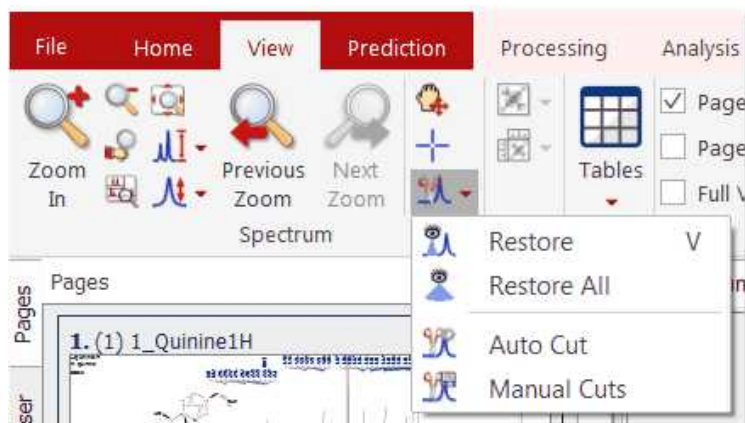 File Home View Prediction Processing Analysis
Zoom In
Previous Zoom
Next Zoom
Tables
Page
Page
Full
Spectrum
Restore V
Restore All
Auto Cut
Manual Cuts
Pages
Pages
1. (1) 1_Quinine1H